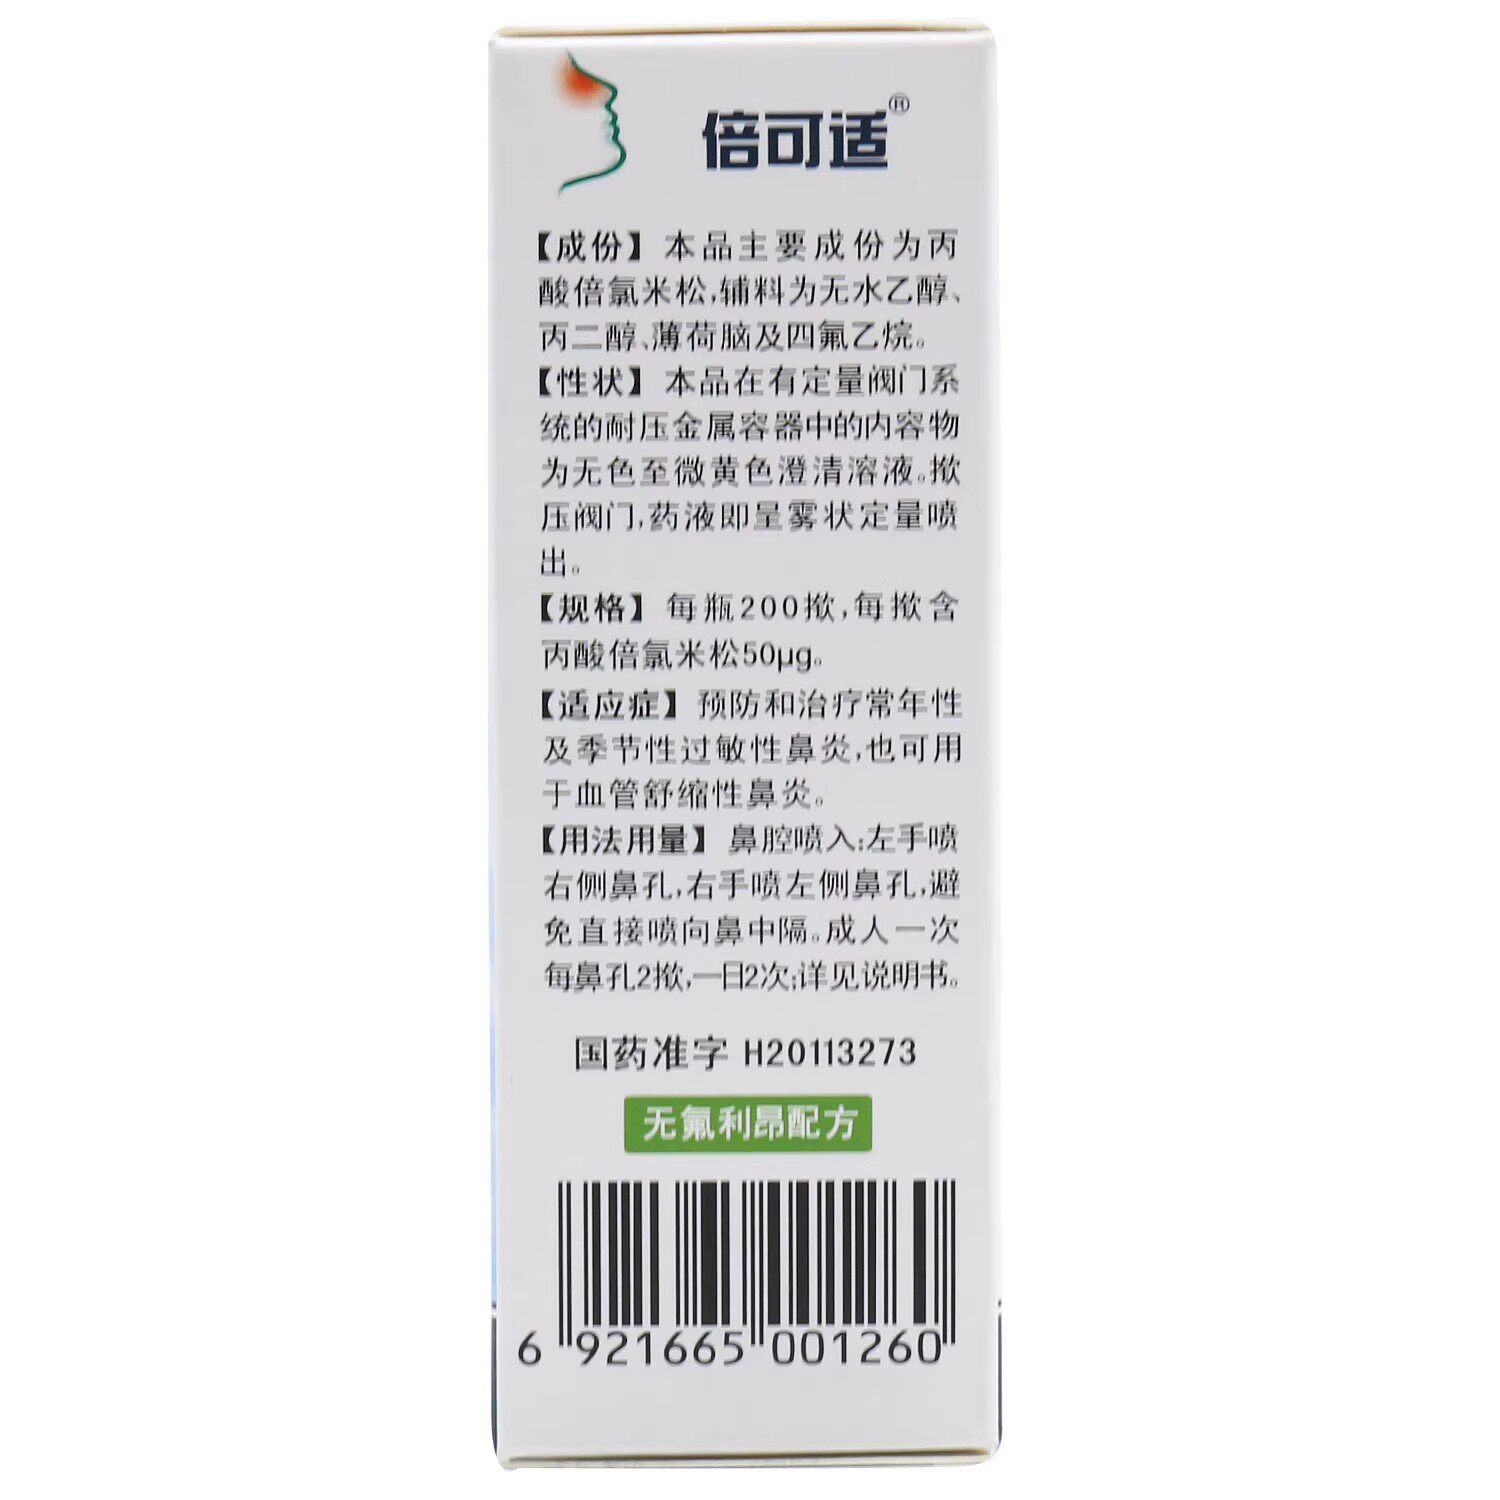 倍可适®
【成份】本品主要成份为丙
酸倍氯米松,辅料为无水乙醇、
丙二醇、薄荷脑及四氟乙烷。
【性状】本品在有定量阀门系
统的耐压金属容器中的内容物
为无色至微黄色澄清溶液。揿
压阀门,药液即呈雾状定量喷
出。
【规格】每瓶200揿,每揿含
丙酸倍氯米松50μg。
【适应症】预防和治疗常年性
及季节性过敏性鼻炎,也可用
于血管舒缩性鼻炎。
【用法用量】鼻腔喷入:左手喷
右侧鼻孔,右手喷左侧鼻孔,避
免直接喷向鼻中隔。成人一次
每鼻孔2揿,一日2次;详见说明书。
国药准字 H20113273
无氟利昂配方
6 921665 001260